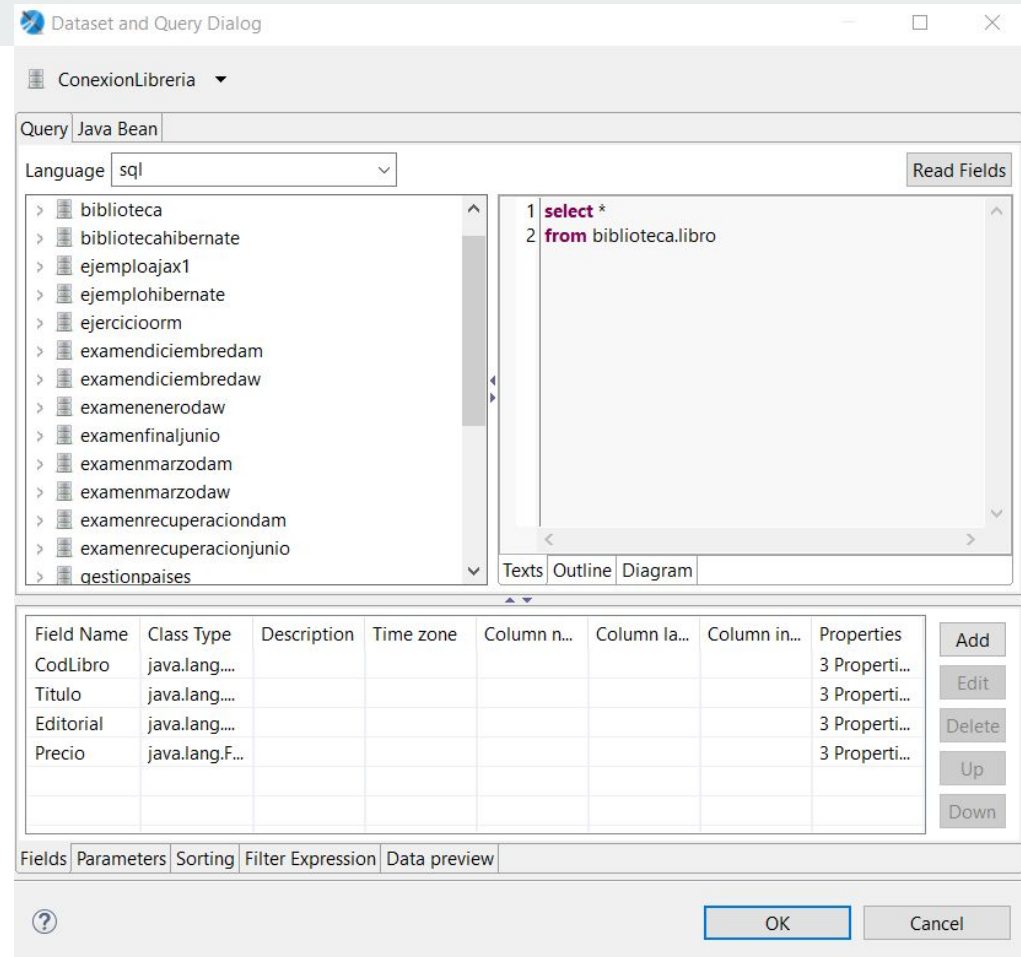 Dataset and Query Dialog
ConexionLibreria
Query Java Bean
Language sql Read Fields
biblioteca
bibliotecahibernate
ejemploajax1
ejemplohibernate
ejercicioorm
examendiciembredam
examendiciembredaw
examenenerodaw
examenfinaljunio
examenmarzodam
examenmarzodaw
examenrecuperaciondam
examenrecuperacionjunio
gestionpaises
1 select *
2 from biblioteca.libro
Texts Outline Diagram
Field Name Class Type Description Time zone Column n... Column la... Column in... Properties
CodLibro java.lang.... 3 Properti...
Titulo java.lang.... 3 Properti...
Editorial java.lang.... 3 Properti...
Precio java.lang.F... 3 Properti...
Add
Edit
Delete
Up
Down
Fields Parameters Sorting Filter Expression Data preview
? OK Cancel